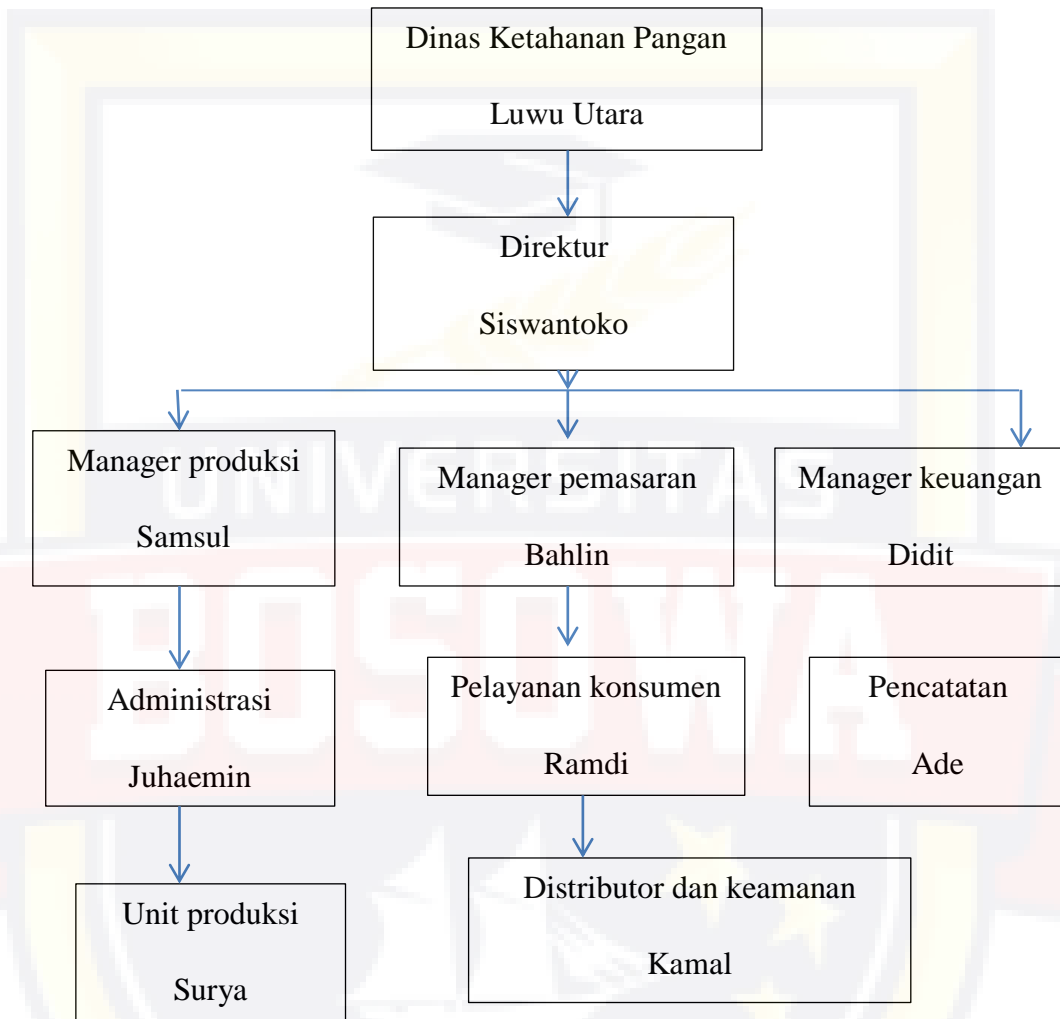 Dinas Ketahanan Pangan
Luwu Utara
Direktur
Siswantoko
Manager produksi
Samsul
Manager pemasaran
Bahlin
Manager keuangan
Didit
Administrasi
Juhaemin
Pelayanan konsumen
Ramdi
Pencatatan
Ade
Unit produksi
Surya
Distributor dan keamanan
Kamal
UNIVERSITAS
BOSOWA